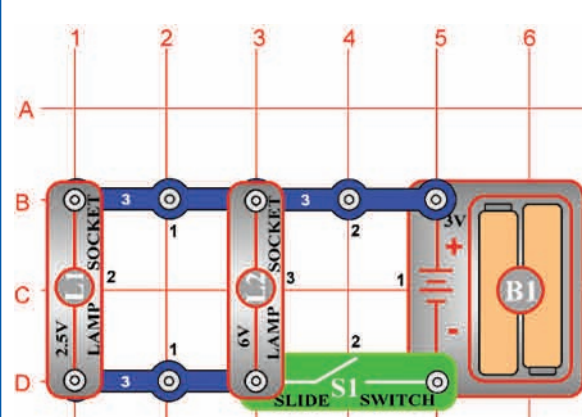 1 2 3 4 5 6
A
B
C
D
3 3
1 2
3V
L1
2.5V
LAMP SOCKET
2
L2
6V
LAMP SOCKET
3
1
+
-
B1
1
3
2
S1
SLIDE SWITCH